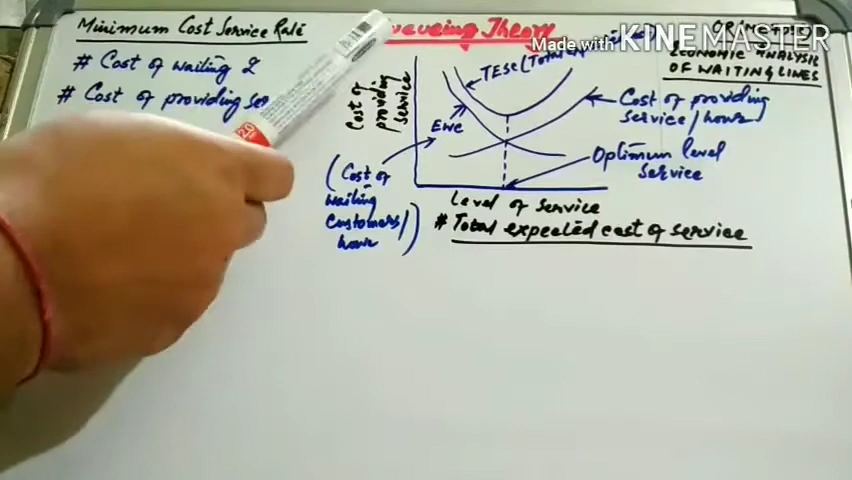 Minimum Cost Service Rate
# Cost of waiting &
# Cost of providing
Queueing Theory
Made with KINEMASTER
ECONOMIC ANALYSIS
OF WAITING LINES
Cost of
providing
service
TESC (Total
EWC
Cost of providing
service/hour
Optimum level
service
(Cost of
waiting
Customers/
hour)
Level of service
# Total expected cost of service